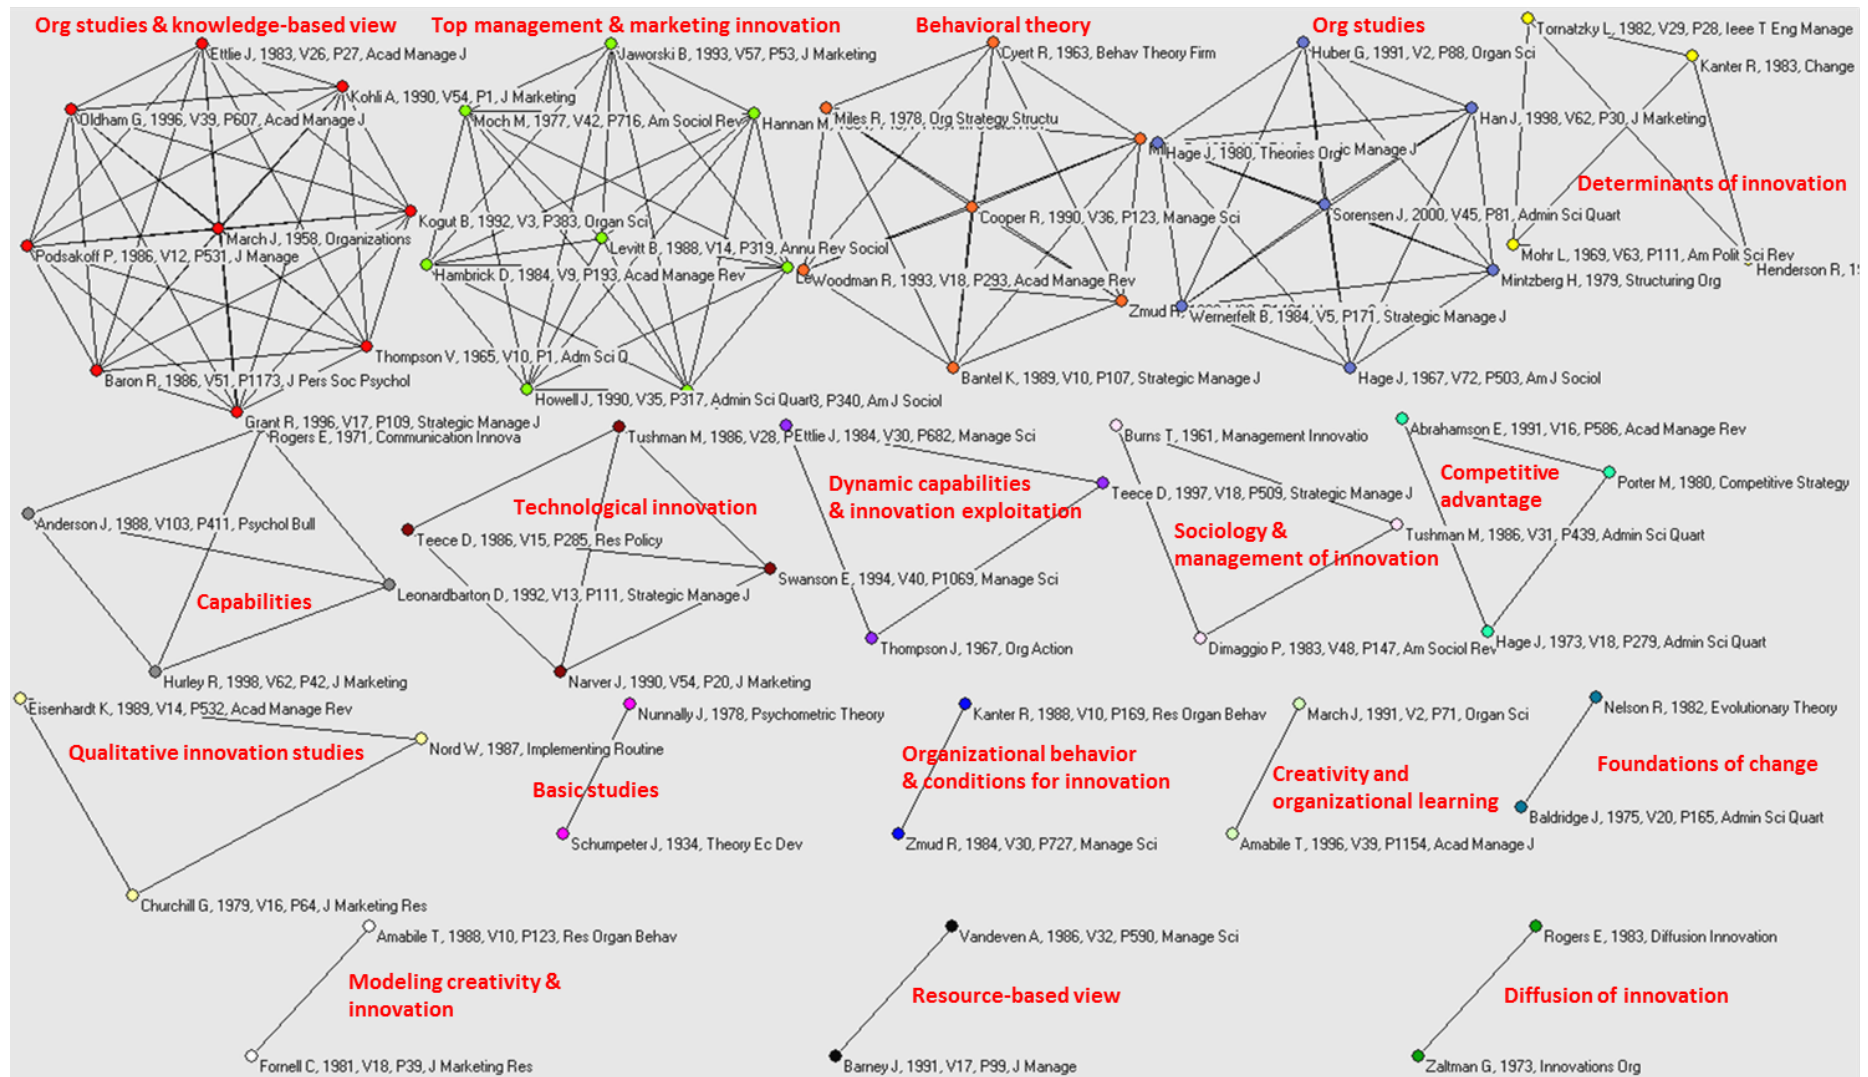 Org studies & knowledge-based view
Top management & marketing innovation
Behavioral theory
Org studies
Tornatzky L, 1982, V29, P28, Ieee T Eng Manage
Ettlie J, 1983, V26, P27, Acad Manage J
Jaworski B, 1993, V57, P53, J Marketing
Cyert R, 1963, Behav Theory Firm
Huber G, 1991, V2, P88, Organ Sci
Kanter R, 1983, Change
Kohli A, 1990, V54, P1, J Marketing
Oldham G, 1996, V39, P607, Acad Manage J
Moch M, 1977, V42, P716, Am Sociol Rev
Hannan M,
Miles R, 1978, Org Strategy Structu
Han J, 1998, V62, P30, J Marketing
Hage J, 1980, Theories Org
Manage J
Determinants of innovation
Kogut B, 1992, V3, P383, Organ Sci
Cooper R, 1990, V36, P123, Manage Sci
Sorensen J, 2000, V45, P81, Admin Sci Quart
March J, 1958, Organizations
Levitt B, 1988, V14, P319, Annu Rev Sociol
Podsakoff P, 1986, V12, P531, J Manage
Mohr L, 1969, V63, P111, Am Polit Sci Rev
Hambrick D, 1984, V9, P193, Acad Manage Rev
Woodman R, 1993, V18, P293, Acad Manage Rev
Mintzberg H, 1979, Structuring Org
Henderson R,
Zmud R,
Wernerfelt B, 1984, V5, P171, Strategic Manage J
Thompson V, 1965, V10, P1, Adm Sci Q
Baron R, 1986, V51, P1173, J Pers Soc Psychol
Bantel K, 1989, V10, P107, Strategic Manage J
Hage J, 1967, V72, P503, Am J Sociol
Howell J, 1990, V35, P317, Admin Sci Quart
P340, Am J Sociol
Grant R, 1996, V17, P109, Strategic Manage J
Rogers E, 1971, Communication Innova
Tushman M, 1986, V28,
Ettlie J, 1984, V30, P682, Manage Sci
Burns T, 1961, Management Innovatio
Abrahamson E, 1991, V16, P586, Acad Manage Rev
Competitive
advantage
Porter M, 1980, Competitive Strategy
Dynamic capabilities
& innovation exploitation
Teece D, 1997, V18, P509, Strategic Manage J
Technological innovation
Anderson J, 1988, V103, P411, Psychol Bull
Teece D, 1986, V15, P285, Res Policy
Sociology &
management of innovation
Tushman M, 1986, V31, P439, Admin Sci Quart
Swanson E, 1994, V40, P1069, Manage Sci
Leonardbarton D, 1992, V13, P111, Strategic Manage J
Capabilities
Thompson J, 1967, Org Action
Dimaggio P, 1983, V48, P147, Am Sociol Rev
Hage J, 1973, V18, P279, Admin Sci Quart
Hurley R, 1998, V62, P42, J Marketing
Narver J, 1990, V54, P20, J Marketing
Eisenhardt K, 1989, V14, P532, Acad Manage Rev
Nunnally J, 1978, Psychometric Theory
Kanter R, 1988, V10, P169, Res Organ Behav
March J, 1991, V2, P71, Organ Sci
Nelson R, 1982, Evolutionary Theory
Qualitative innovation studies
Nord W, 1987, Implementing Routine
Organizational behavior
& conditions for innovation
Foundations of change
Basic studies
Creativity and
organizational learning
Baldridge J, 1975, V20, P165, Admin Sci Quart
Schumpeter J, 1934, Theory Ec Dev
Zmud R, 1984, V30, P727, Manage Sci
Amabile T, 1996, V39, P1154, Acad Manage J
Churchill G, 1979, V16, P64, J Marketing Res
Amabile T, 1988, V10, P123, Res Organ Behav
Vandeven A, 1986, V32, P590, Manage Sci
Rogers E, 1983, Diffusion Innovation
Modeling creativity &
innovation
Resource-based view
Diffusion of innovation
Fornell C, 1981, V18, P39, J Marketing Res
Barney J, 1991, V17, P99, J Manage
Zaltman G, 1973, Innovations Org